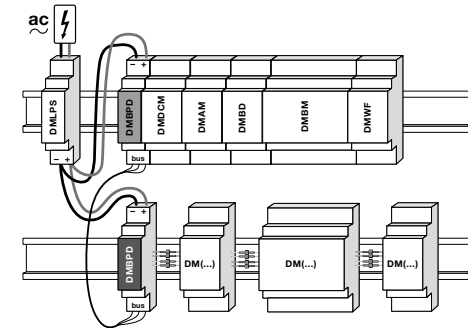 ac
~
- +
DMLPS
DMBPD
DMDCM
DMAM
DMBD
DMBM
DMWF
- +
bus
- +
DMBPD
DM(...)
DM(...)
DM(...)
bus